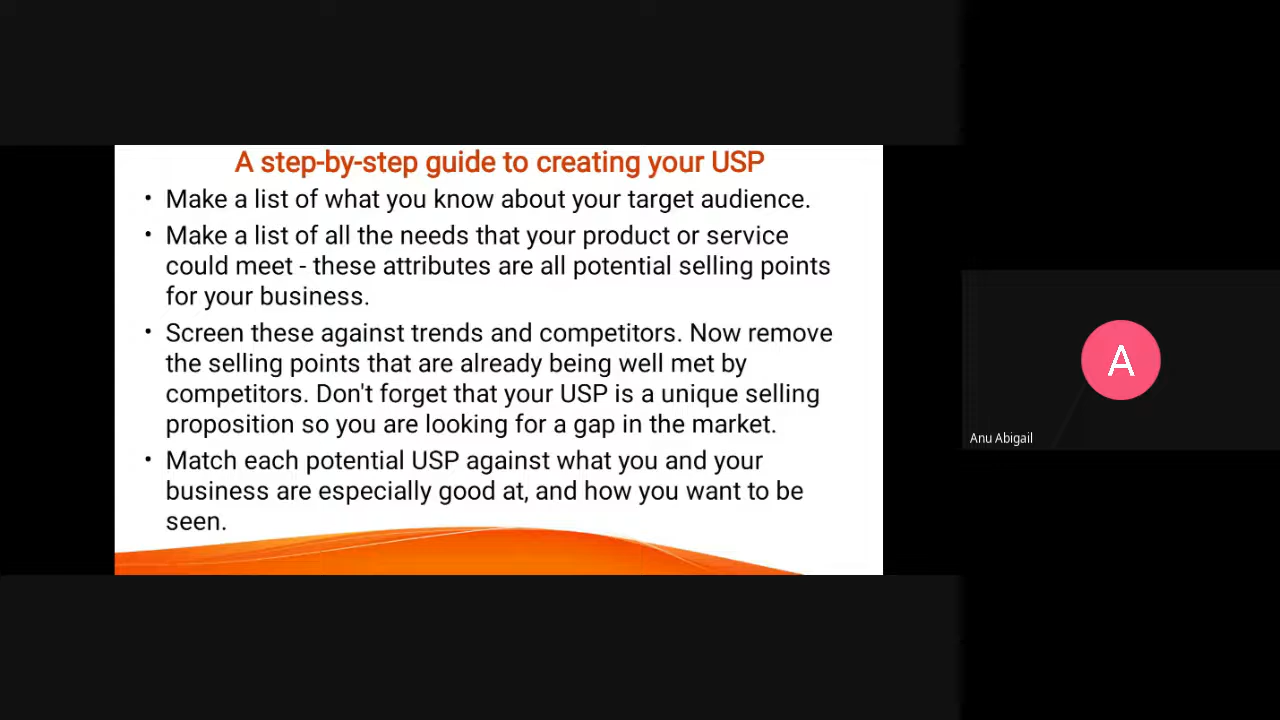 A step-by-step guide to creating your USP
• Make a list of what you know about your target audience.
• Make a list of all the needs that your product or service
could meet - these attributes are all potential selling points
for your business.
• Screen these against trends and competitors. Now remove
the selling points that are already being well met by
competitors. Don't forget that your USP is a unique selling
proposition so you are looking for a gap in the market.
• Match each potential USP against what you and your
business are especially good at, and how you want to be
seen.
A
Anu Abigail